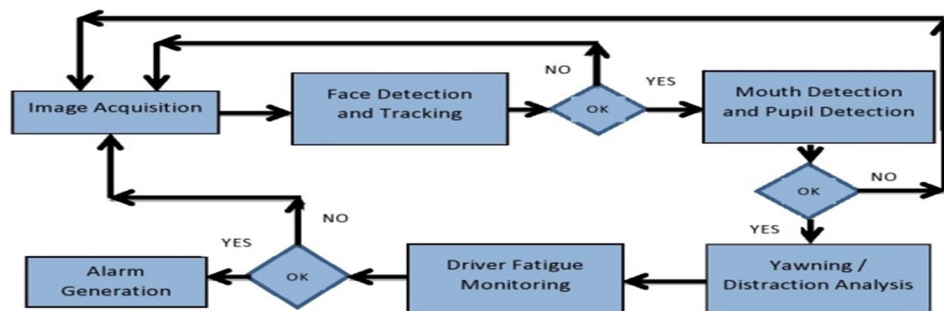 Image Acquisition
Face Detection
and Tracking
NO
OK
YES
Mouth Detection
and Pupil Detection
OK
NO
YES
Yawning /
Distraction Analysis
Driver Fatigue
Monitoring
NO
OK
YES
Alarm
Generation